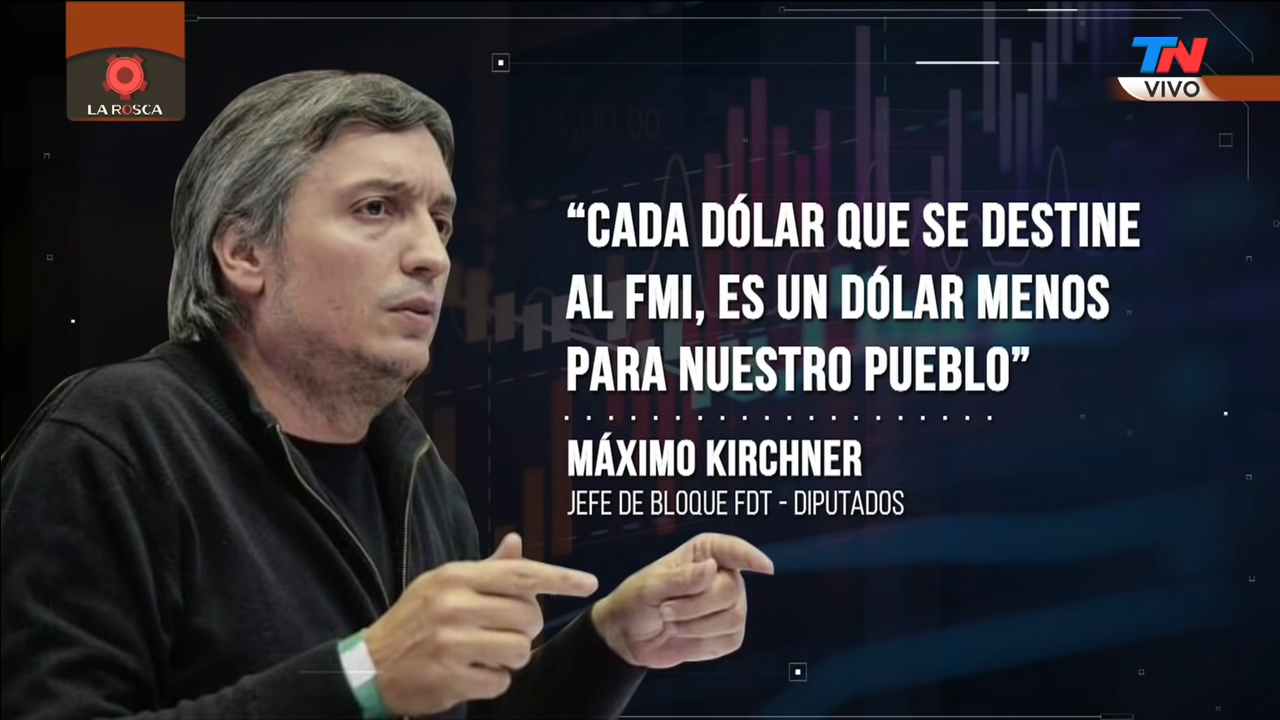 LA ROSCA
TN
VIVO
“CADA DÓLAR QUE SE DESTINE
AL FMI, ES UN DÓLAR MENOS
PARA NUESTRO PUEBLO”
MÁXIMO KIRCHNER
JEFE DE BLOQUE FDT - DIPUTADOS